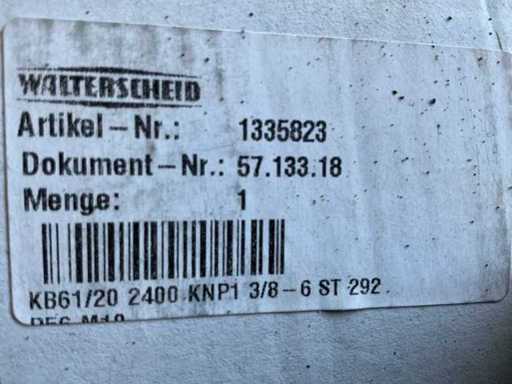 WALTERSCHEID
Artikel-Nr.: 1335823
Dokument-Nr.: 57.133.18
Menge: 1
KB61/20 2400 KNP1 3/8-6 ST 292